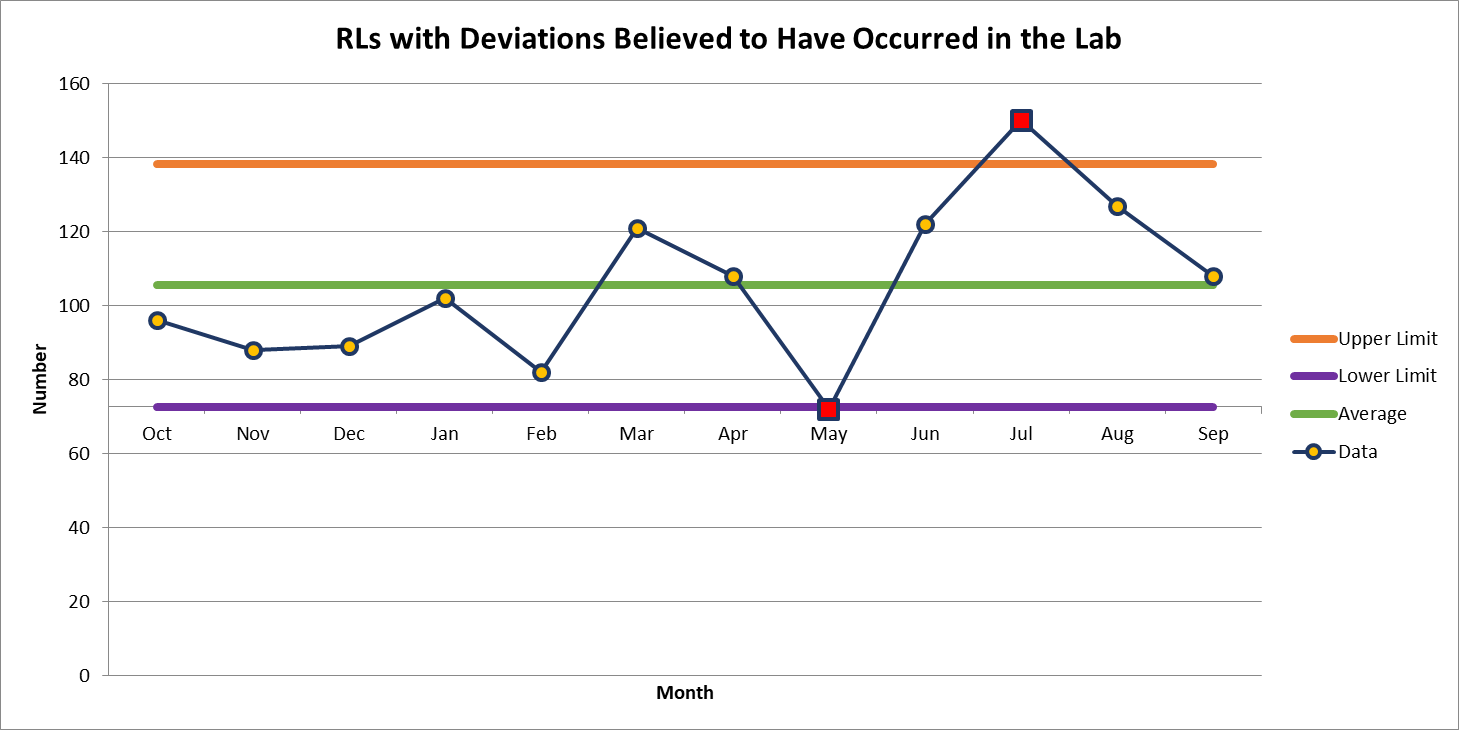 RLs with Deviations Believed to Have Occurred in the Lab
160
140
120
100
80
60
40
20
0
Number
Oct Nov Dec Jan Feb Mar Apr May Jun Jul Aug Sep
Month
Upper Limit
Lower Limit
Average
Data